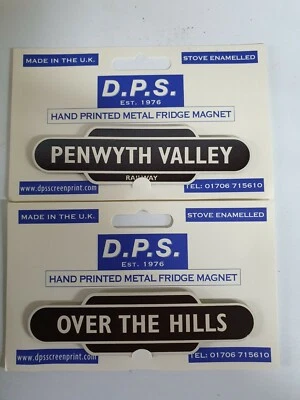 MADE IN THE U.K.
STOVE ENAMELLED
D.P.S.
EST. 1976
HAND PRINTED METAL FRIDGE MAGNET
PENWYTH VALLEY
RAILWAY
www.dpsscreenprint.com
TEL: 01706 715610
MADE IN THE U.K.
STOVE ENAMELLED
D.P.S.
EST. 1976
HAND PRINTED METAL FRIDGE MAGNET
OVER THE HILLS
www.dpsscreenprint.com
TEL: 01706 715610